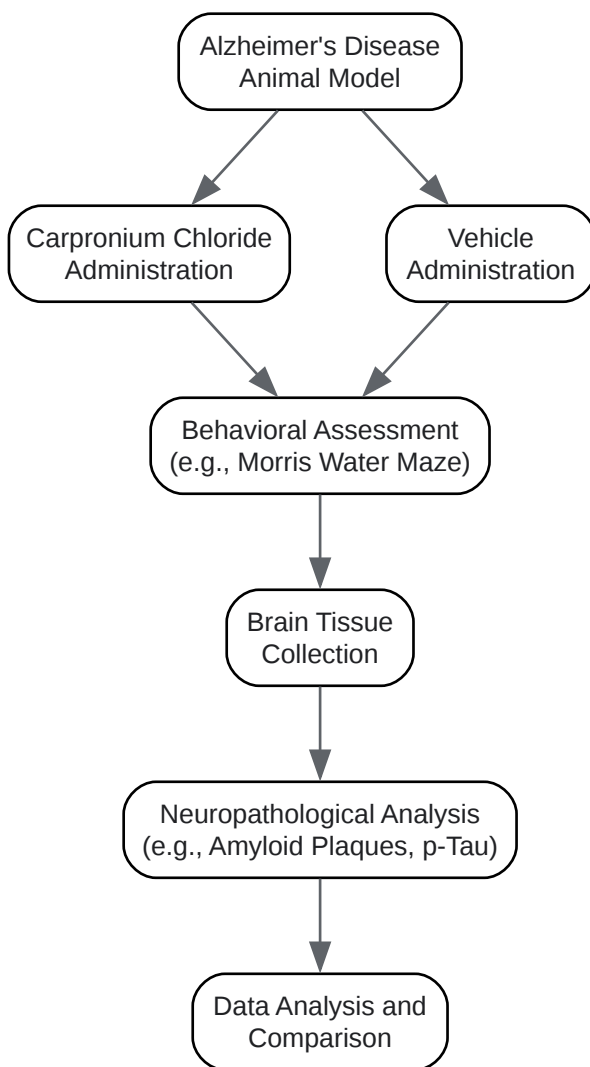 Alzheimer's Disease
Animal Model
Carpronium Chloride
Administration
Vehicle
Administration
Behavioral Assessment
(e.g., Morris Water Maze)
Brain Tissue
Collection
Neuropathological Analysis
(e.g., Amyloid Plaques, p-Tau)
Data Analysis and
Comparison